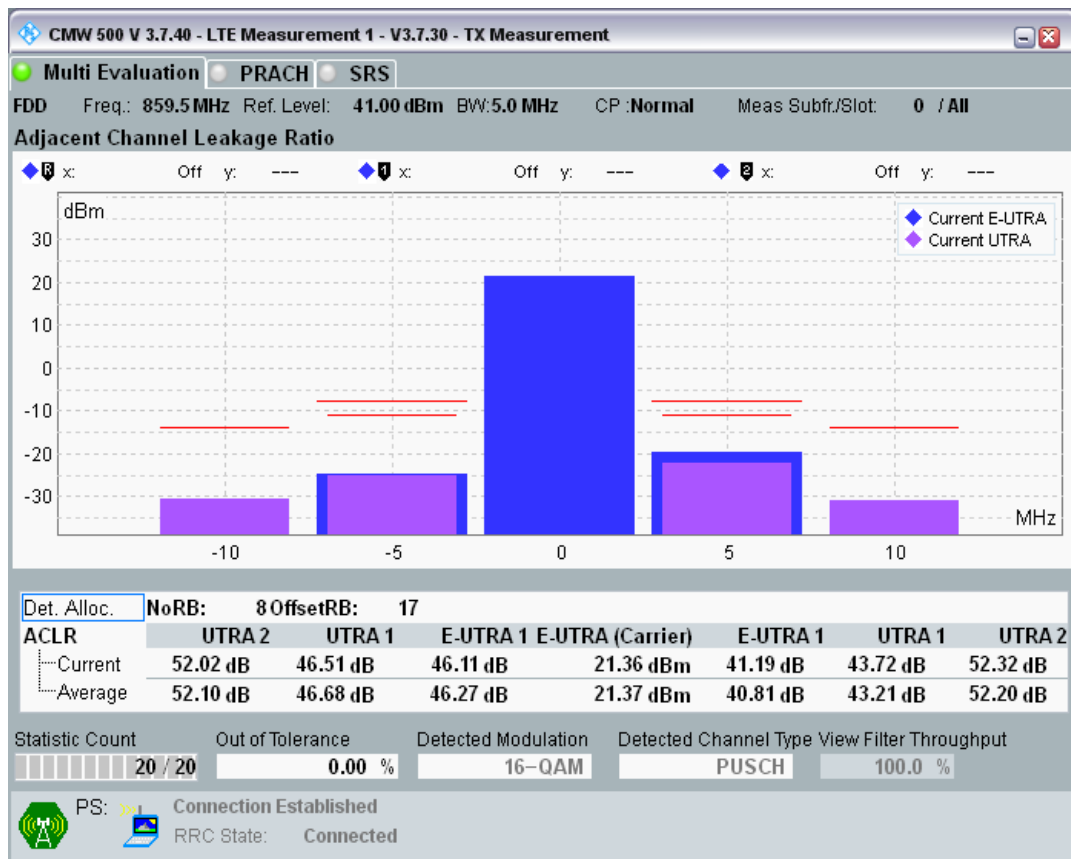 CMW 500 V 3.7.40 - LTE Measurement 1 - V3.7.30 - TX Measurement
Multi Evaluation PRACH SRS
FDD Freq.: 859.5 MHz Ref. Level: 41.00 dBm BW:5.0 MHz CP :Normal Meas Subfr./Slot: 0 / All
Adjacent Channel Leakage Ratio
R x: Off y: --- 1 x: Off y: --- 2 x: Off y: ---
dBm
Current E-UTRA
Current UTRA
30
20
10
0
-10
-20
-30
MHz
-10 -5 0 5 10
Det. Alloc. NoRB: 8 OffsetRB: 17
ACLR UTRA 2 UTRA 1 E-UTRA 1 E-UTRA (Carrier) E-UTRA 1 UTRA 1 UTRA 2
Current 52.02 dB 46.51 dB 46.11 dB 21.36 dBm 41.19 dB 43.72 dB 52.32 dB
Average 52.10 dB 46.68 dB 46.27 dB 21.37 dBm 40.81 dB 43.21 dB 52.20 dB
Statistic Count Out of Tolerance Detected Modulation Detected Channel Type View Filter Throughput
20 / 20 0.00 % 16-QAM PUSCH 100.0 %
PS: Connection Established
RRC State: Connected